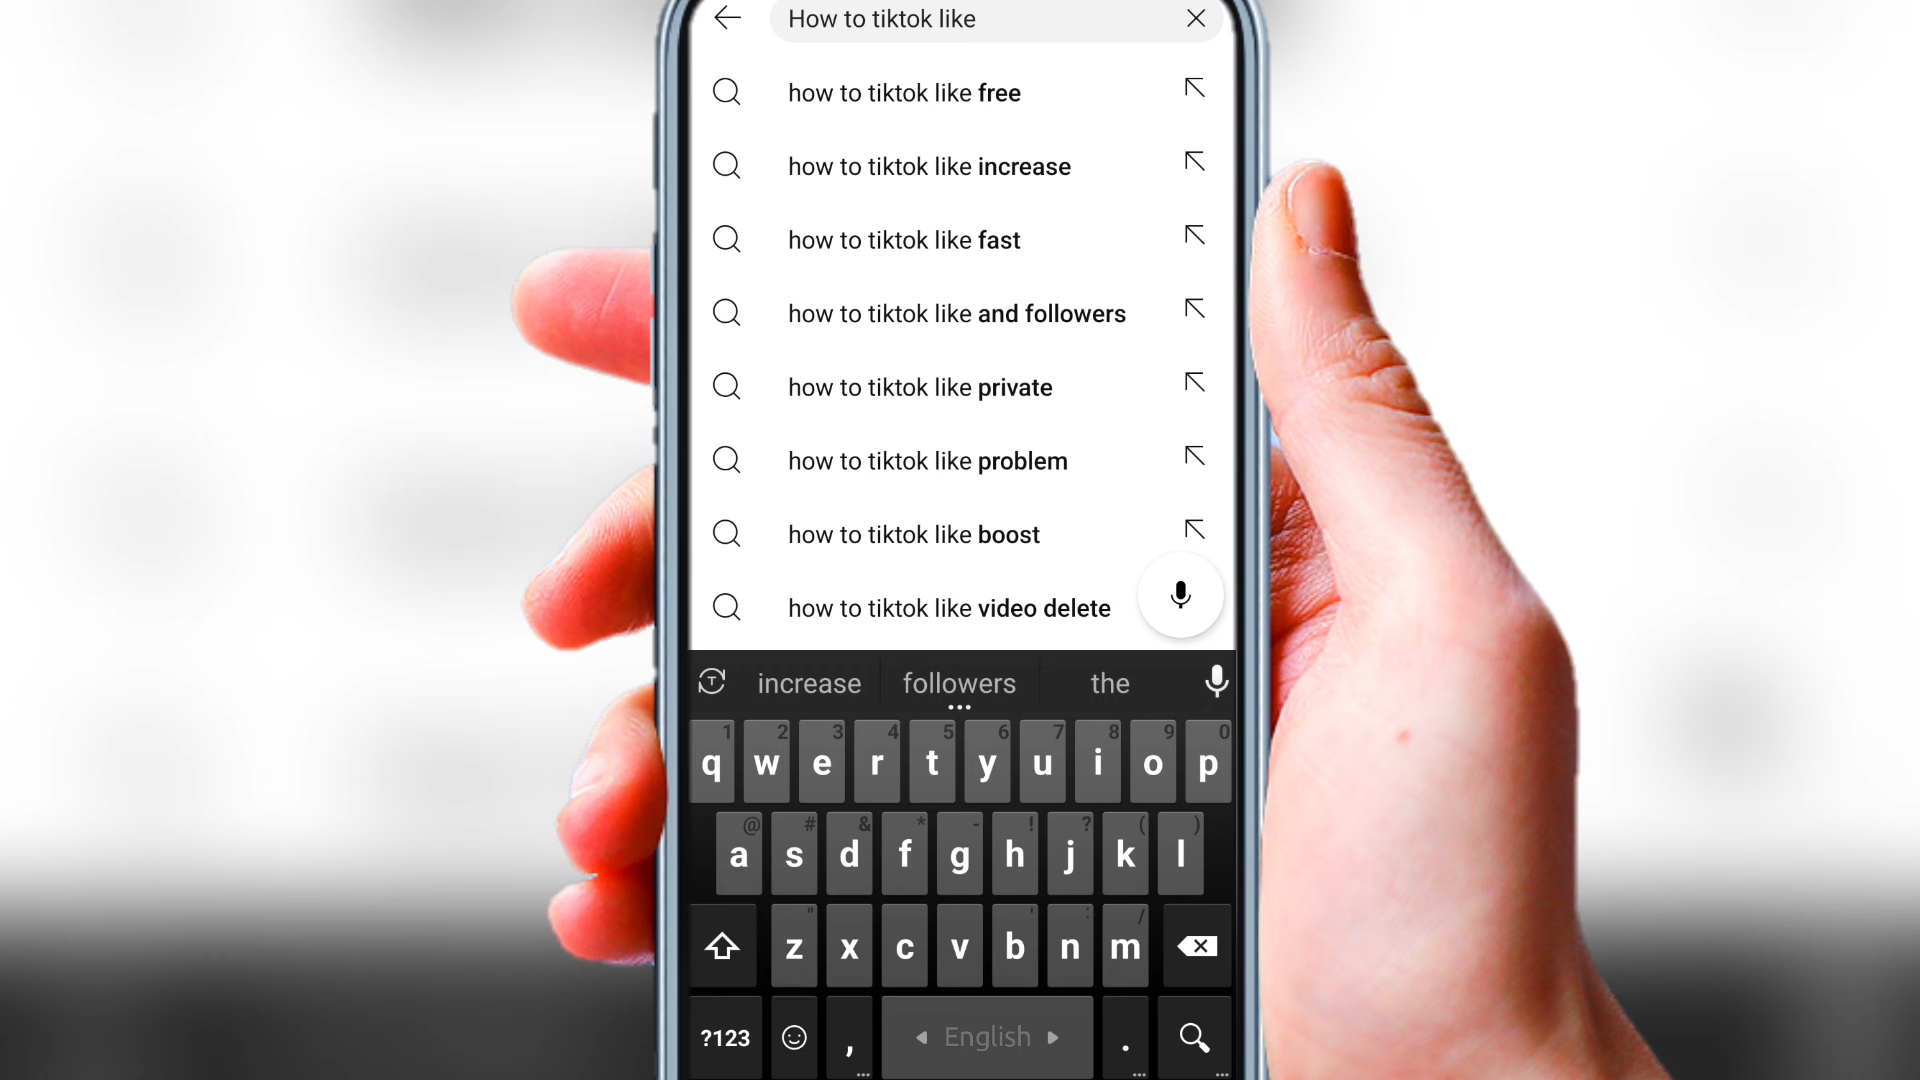 How to tiktok like
how to tiktok like free
how to tiktok like increase
how to tiktok like fast
how to tiktok like and followers
how to tiktok like private
how to tiktok like problem
how to tiktok like boost
how to tiktok like video delete
increase followers the
1 2 3 4 5 6 7 8 9 0
q w e r t y u i o p
@ # & * - ! ? ( )
a s d f g h j k l
" ' : /
z x c v b n m
?123 , English .